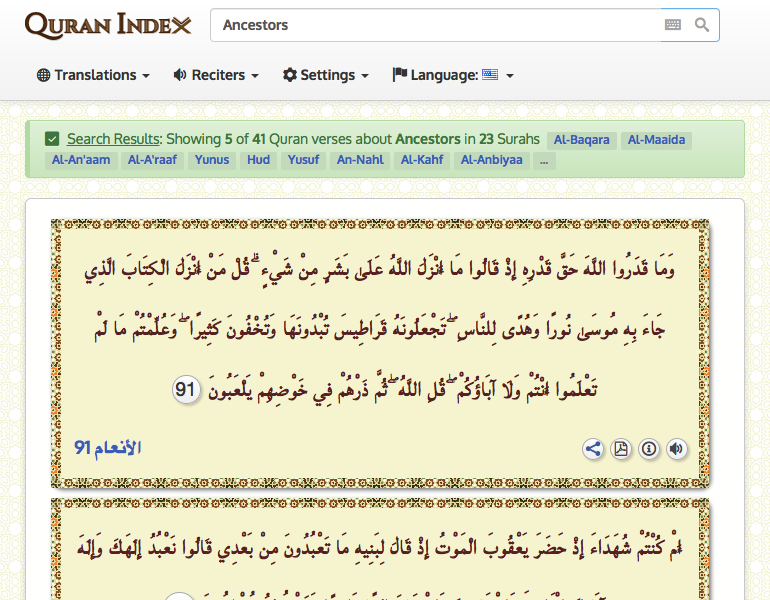 QURAN INDEX
Ancestors
Translations
Reciters
Settings
Language:
Search Results: Showing 5 of 41 Quran verses about Ancestors in 23 Surahs Al-Baqara Al-Maaida
Al-An'aam Al-A'raaf Yunus Hud Yusuf An-Nahl Al-Kahf Al-Anbiyaa ...
وَمَا قَدَرُوا اللَّهَ حَقَّ قَدْرِهِ إِذْ قَالُوا مَا أَنْزَلَ اللَّهُ عَلَىٰ بَشَرٍ مِنْ شَيْءٍ ۗ قُلْ مَنْ أَنْزَلَ الْكِتَابَ الَّذِي
جَاءَ بِهِ مُوسَىٰ نُورًا وَهُدًى لِلنَّاسِ ۖ تَجْعَلُونَهُ قَرَاطِيسَ تُبْدُونَهَا وَتُخْفُونَ كَثِيرًا ۖ وَعُلِّمْتُمْ مَا لَمْ
تَعْلَمُوا أَنْتُمْ وَلَا آبَاؤُكُمْ ۖ قُلِ اللَّهُ ۖ ثُمَّ ذَرْهُمْ فِي خَوْضِهِمْ يَلْعَبُونَ 91
الأنعام 91
أَمْ كُنْتُمْ شُهَدَاءَ إِذْ حَضَرَ يَعْقُوبَ الْمَوْتُ إِذْ قَالَ لِبَنِيهِ مَا تَعْبُدُونَ مِنْ بَعْدِي قَالُوا نَعْبُدُ إِلَٰهَكَ وَإِلَٰهَ